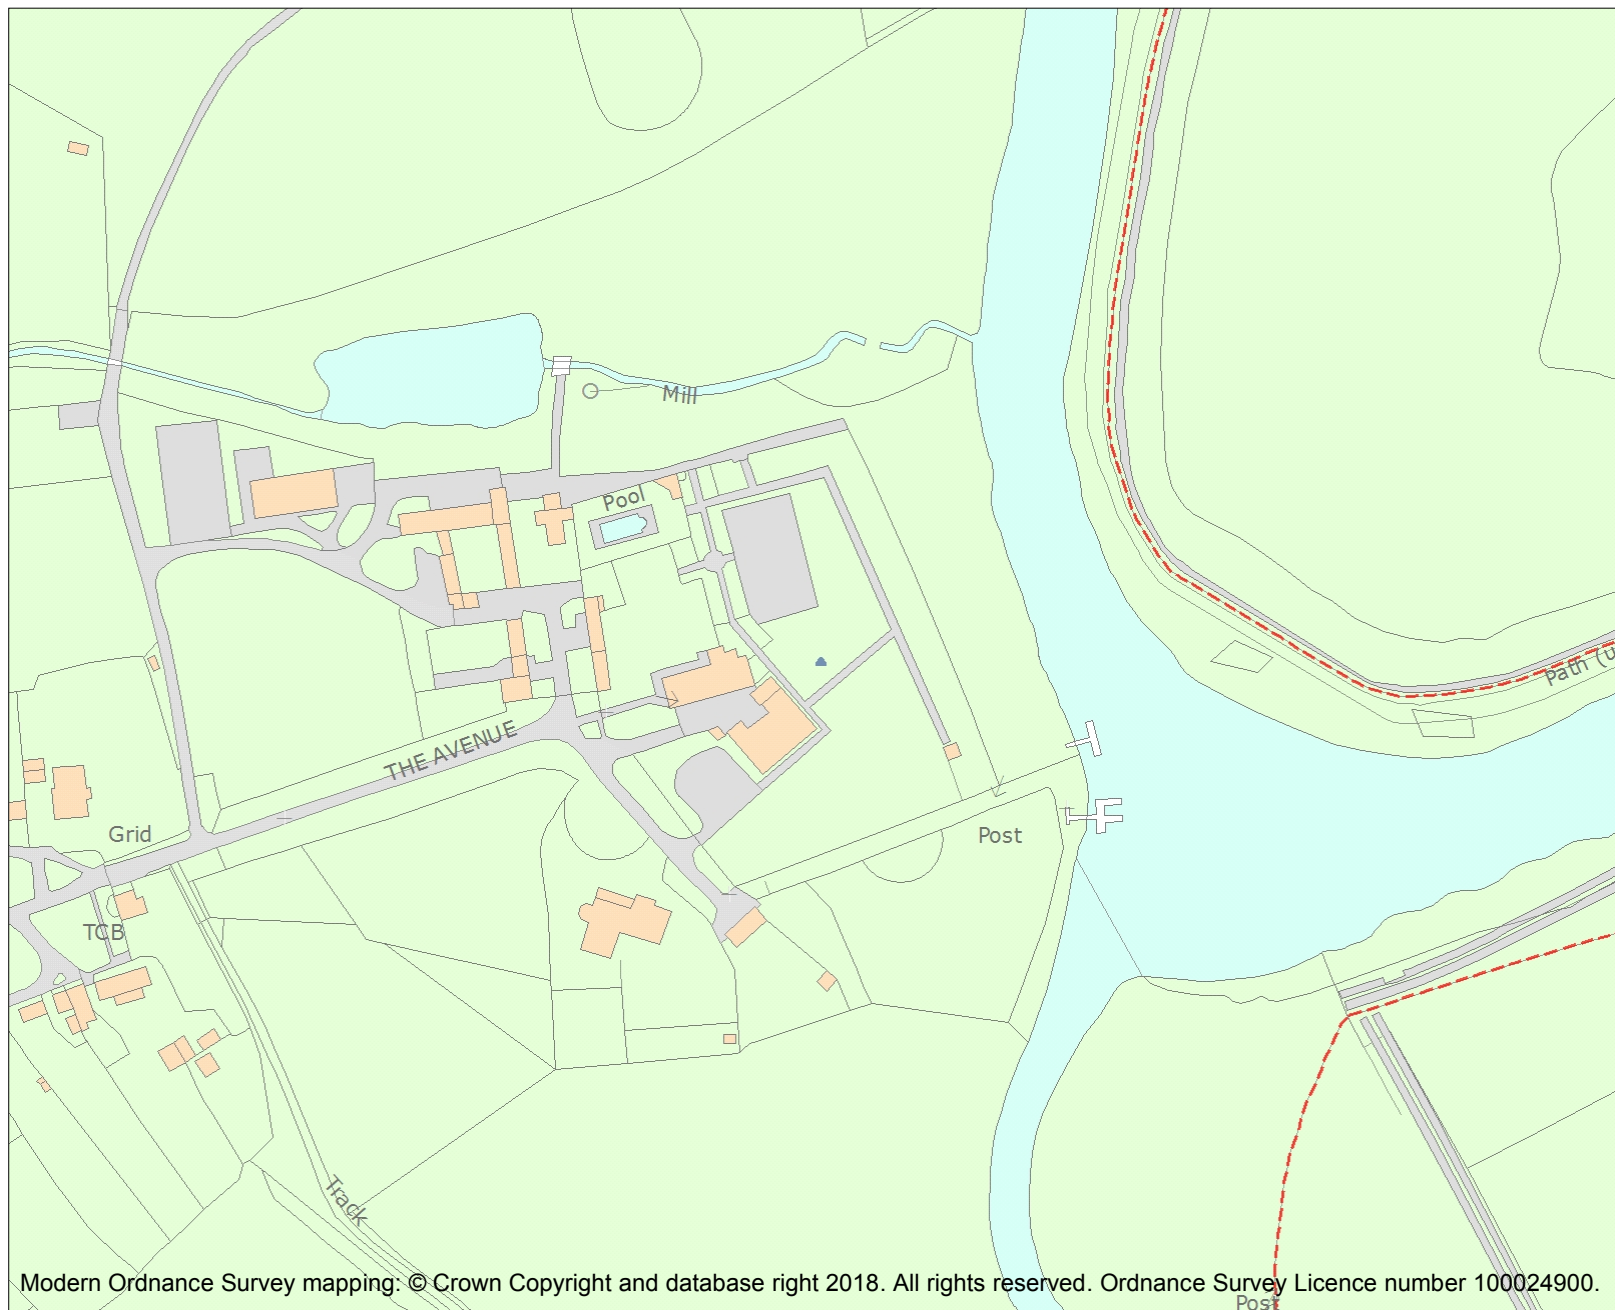 Mill
Pool
Path (u
THE AVENUE
Grid
Post
TCB
Track
Modern Ordnance Survey mapping: © Crown Copyright and database right 2018. All rights reserved. Ordnance Survey Licence number 100024900.
Post